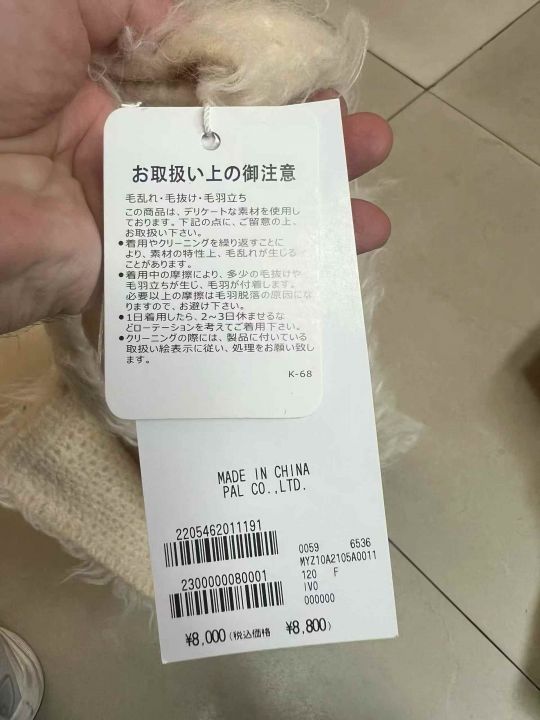 お取扱い上の御注意
毛乱れ・毛抜け・毛羽立ち
この商品は、デリケートな素材を使用し
ております。下記の点に、ご留意の上、
お取扱い下さい。
●着用やクリーニングを繰り返すことに
より、素材の特性上、毛乱れが生じる
ことがあります。
●着用中の摩擦により、多少の毛抜けや
毛羽立ちが生じ、毛羽が付着します。
必要以上の摩擦は毛羽脱落の原因にな
りますので、お避け下さい。
●1日着用したら、2~3日休ませるな
どローテーションを考えてご着用下さい。
●クリーニングの際には、製品に付いている
取扱い絵表示に従い、処理をお願い致し
ます。
K-68
MADE IN CHINA
PAL CO.,LTD.
2205462011191
0059 6536
MYZ10A2105A0011
2300000080001
120 F
IVO
000000
¥8,000(税込価格 ¥8,800)